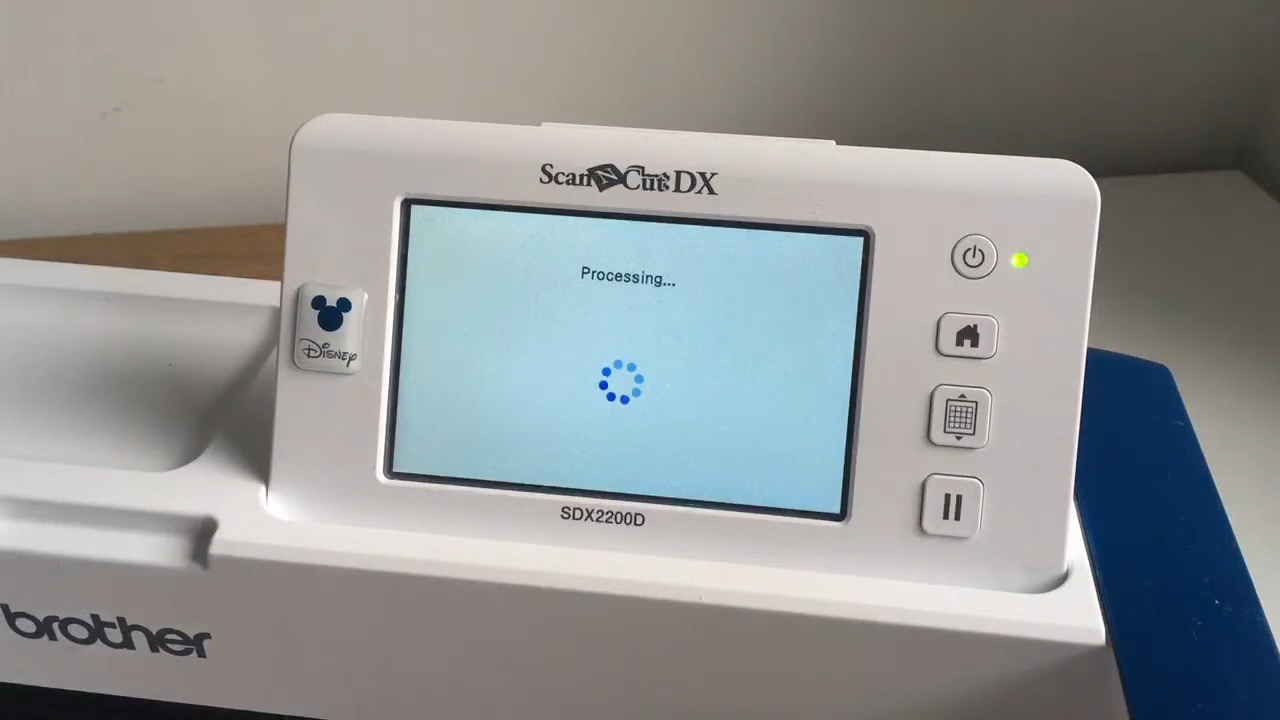 ScanNCut DX
Processing...
Disney
SDX2200D
brother